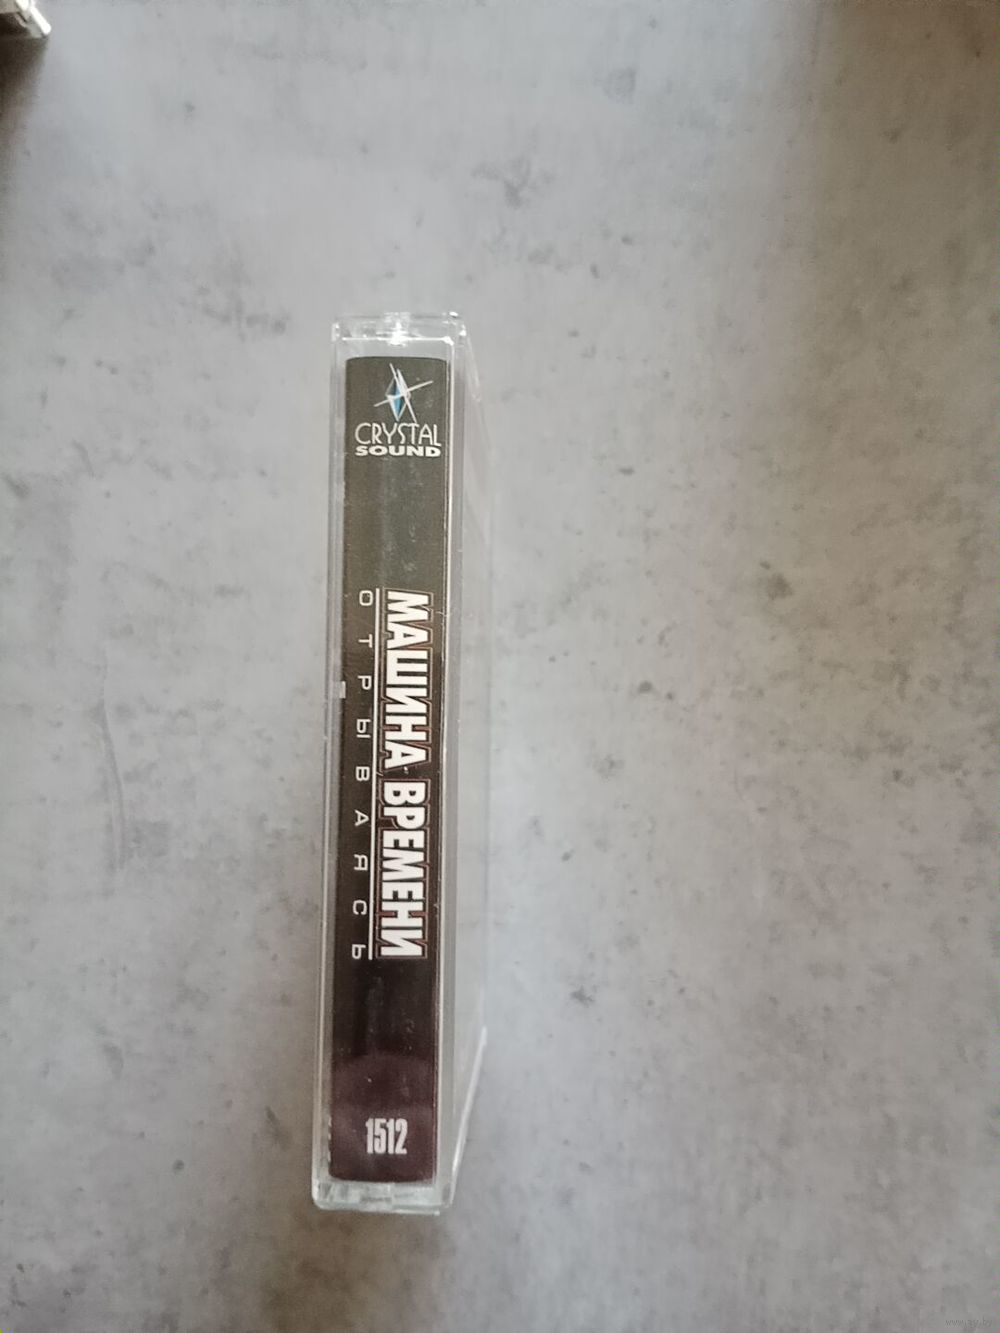 CRYSTAL
SOUND
МАШИНА ВРЕМЕНИ
ОТРЫВАЯСЬ
1512